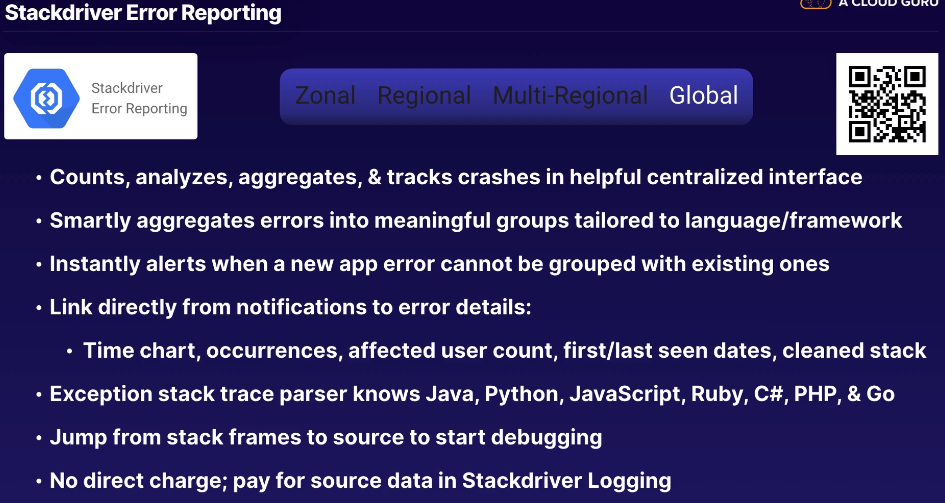 Stackdriver Error Reporting
A CLOUD GURU
Stackdriver
Error Reporting
Zonal Regional Multi-Regional Global
• Counts, analyzes, aggregates, & tracks crashes in helpful centralized interface
• Smartly aggregates errors into meaningful groups tailored to language/framework
• Instantly alerts when a new app error cannot be grouped with existing ones
• Link directly from notifications to error details:
• Time chart, occurrences, affected user count, first/last seen dates, cleaned stack
• Exception stack trace parser knows Java, Python, JavaScript, Ruby, C#, PHP, & Go
• Jump from stack frames to source to start debugging
• No direct charge; pay for source data in Stackdriver Logging